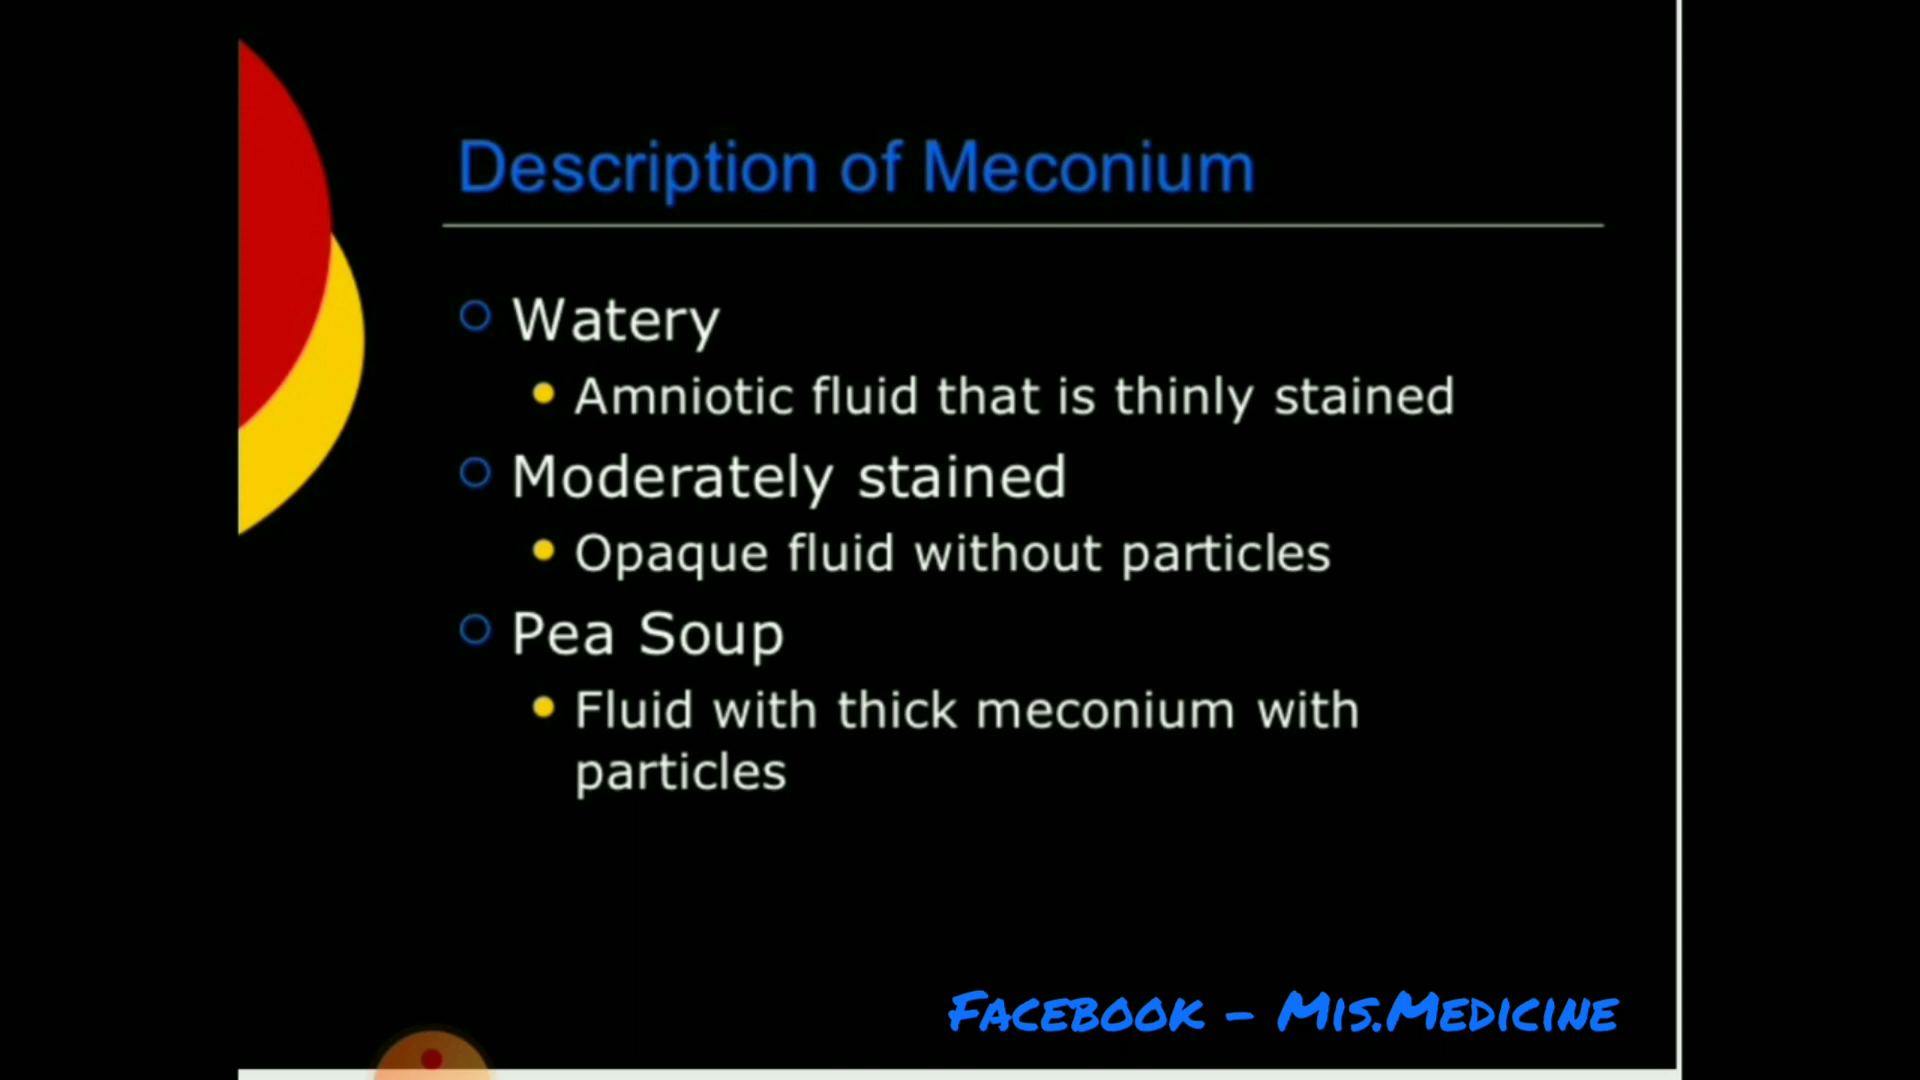 Description of Meconium
Watery
Amniotic fluid that is thinly stained
Moderately stained
Opaque fluid without particles
Pea Soup
Fluid with thick meconium with
particles
Facebook - Mis.Medicine